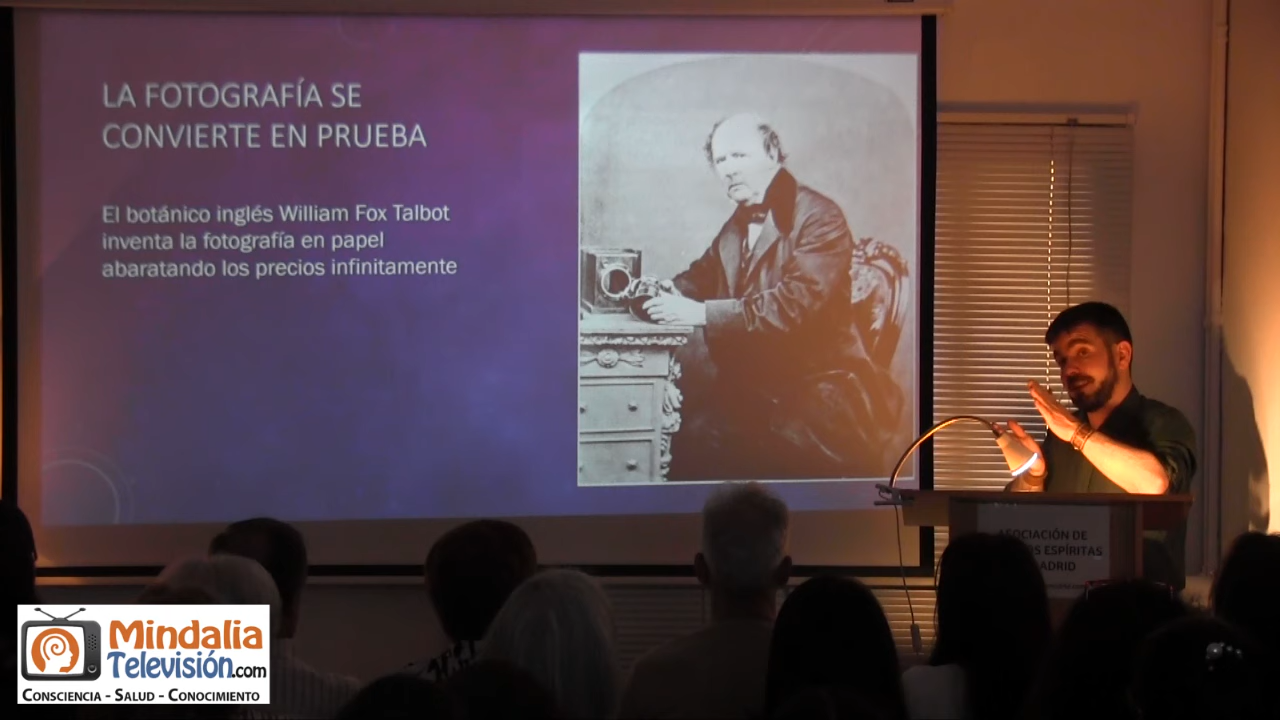 LA FOTOGRAFÍA SE
CONVIERTE EN PRUEBA
El botánico inglés William Fox Talbot
inventa la fotografía en papel
abaratando los precios infinitamente
ASOCIACIÓN DE
ESPÍRITAS
Mindalia
Televisión.com
CONSCIENCIA - SALUD - CONOCIMIENTO